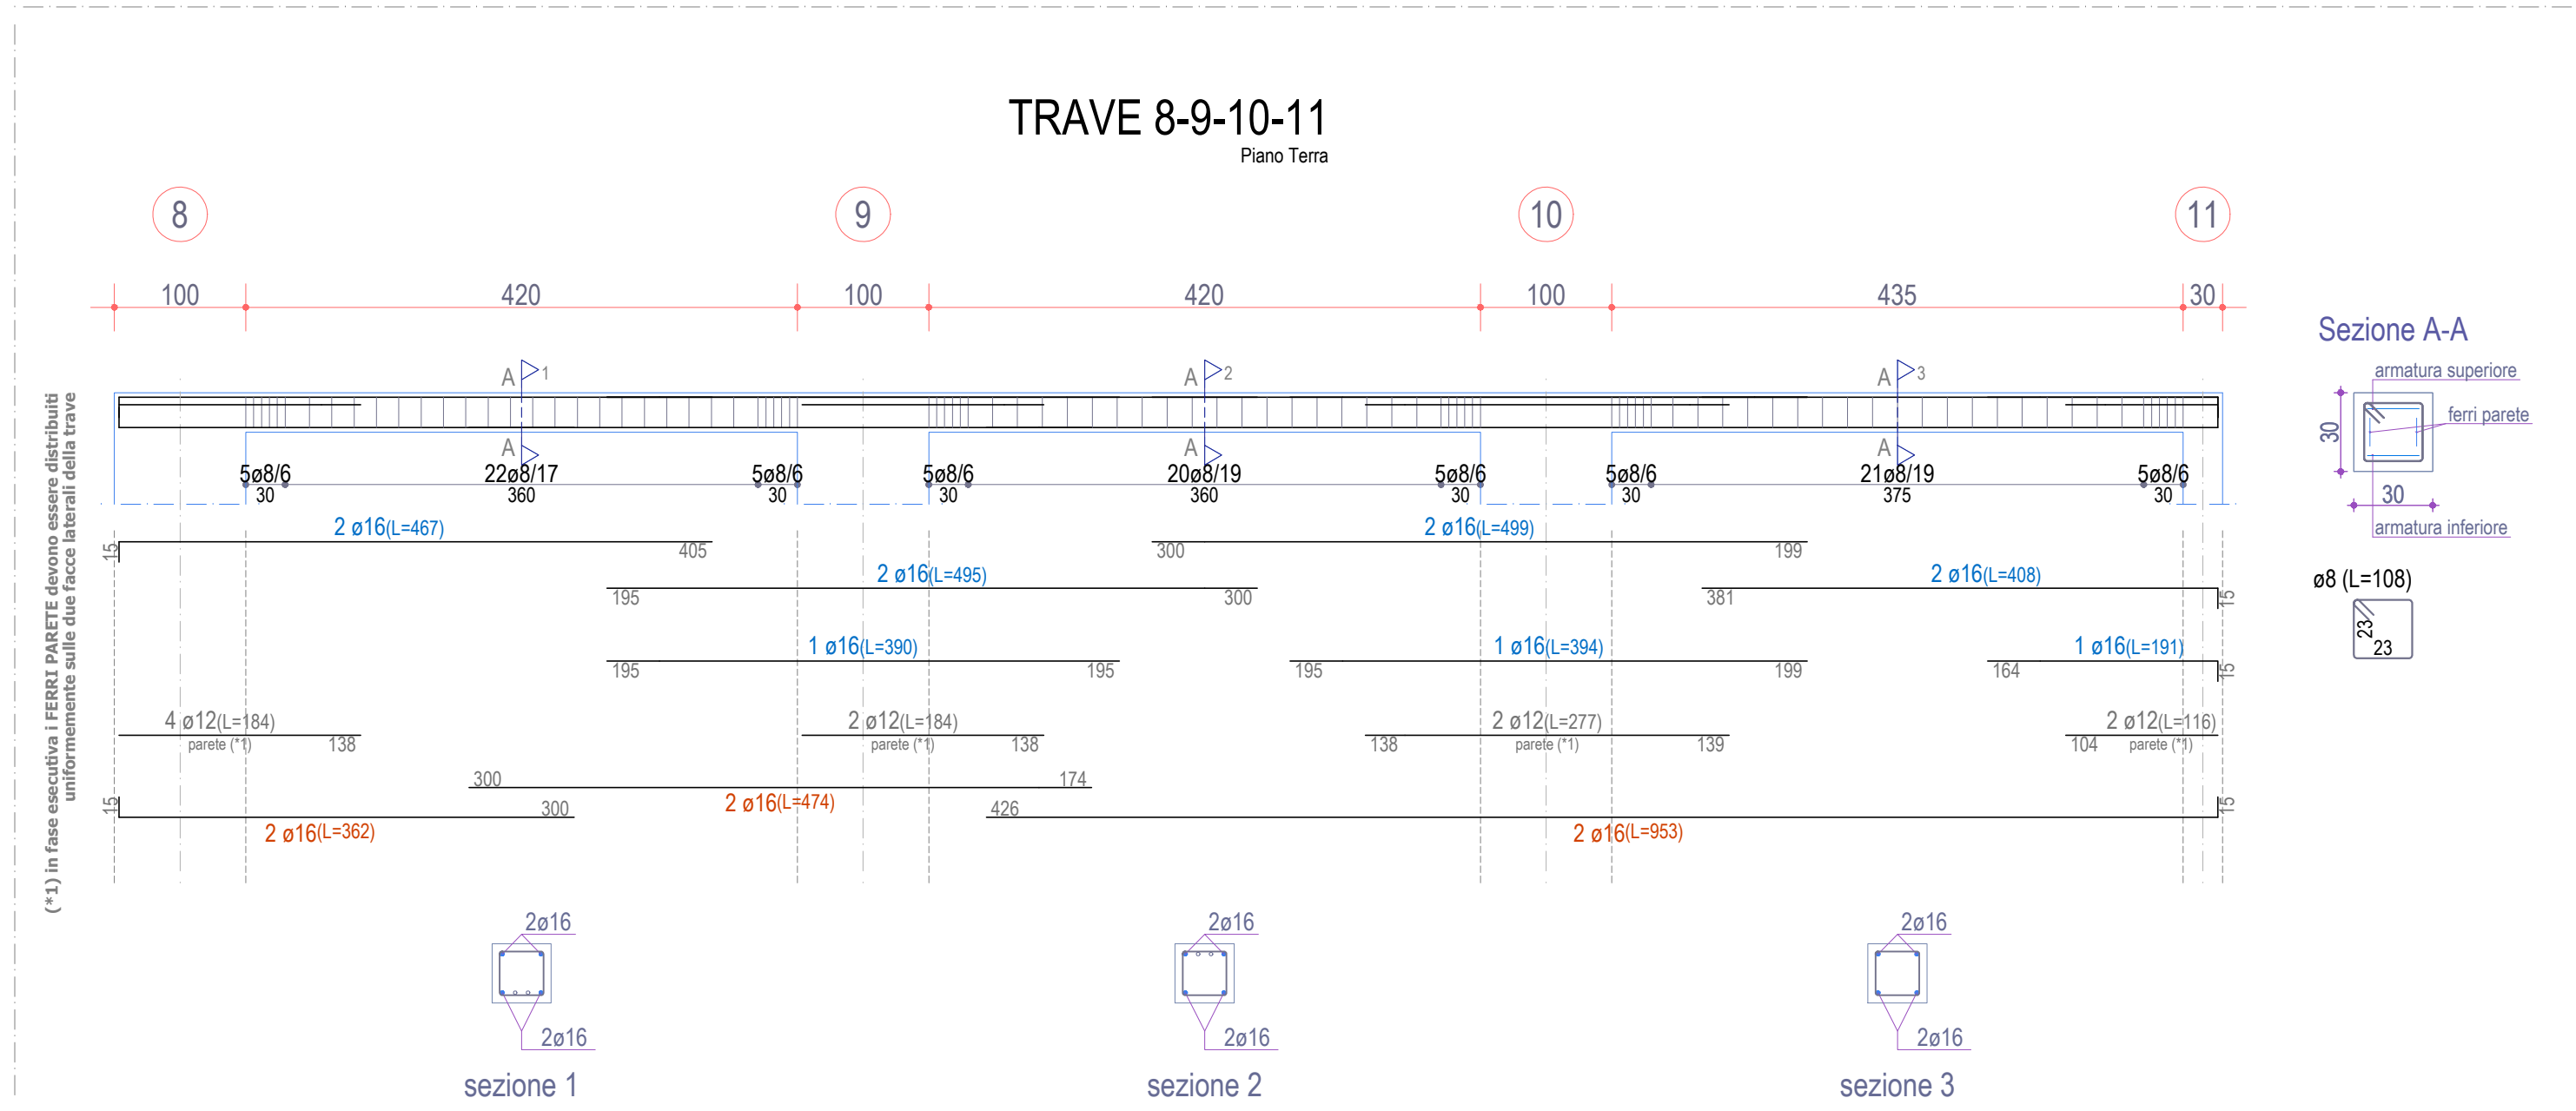 TRAVE 8-9-10-11
Piano Terra
8 9 10 11
100 420 100 420 100 435 30
Sezione A-A
armatura superiore
ferri parete
30
30
armatura inferiore
ø8 (L=108)
23
23
(*1) in fase esecutiva i FERRI PARETE devono essere distribuiti
uniformemente sulle due facce laterali della trave
A 1 A 2 A 3
A A A
5ø8/6 22ø8/17 5ø8/6 5ø8/6 20ø8/19 5ø8/6 5ø8/6 21ø8/19 5ø8/6
30 360 30 30 360 30 30 375 30
2 ø16(L=467) 2 ø16(L=499)
15 405 300 199
2 ø16(L=495) 2 ø16(L=408)
195 300 381 15
1 ø16(L=390) 1 ø16(L=394) 1 ø16(L=191)
195 195 195 199 164 15
4 ø12(L=184) 2 ø12(L=184) 2 ø12(L=277) 2 ø12(L=116)
parete (*1) 138 parete (*1) 138 138 parete (*1) 139 104 parete (*1)
300 174
2 ø16(L=474)
15 300 426 15
2 ø16(L=362) 2 ø16(L=953)
2ø16 2ø16 2ø16
2ø16 2ø16 2ø16
sezione 1 sezione 2 sezione 3